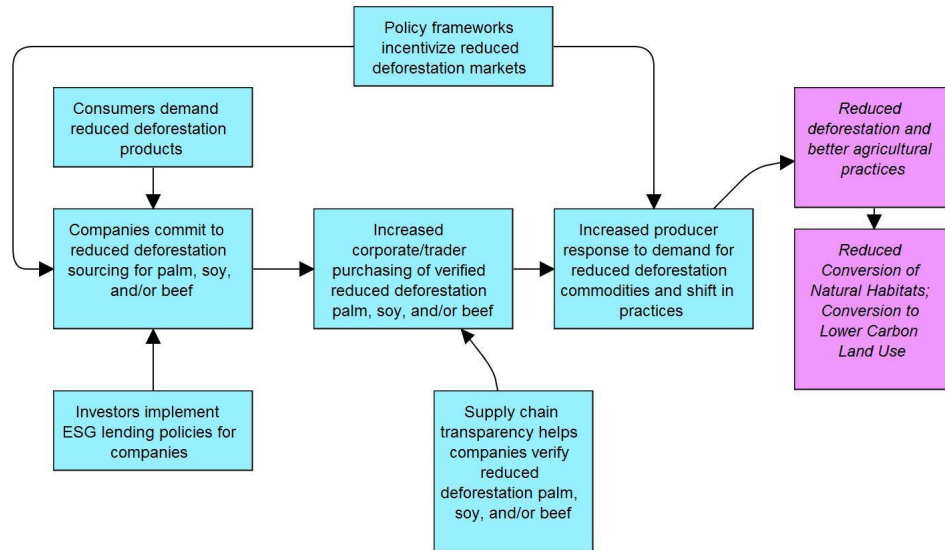 Policy frameworks
incentivize reduced
deforestation markets
Consumers demand
reduced deforestation
products
Reduced
deforestation and
better agricultural
practices
Companies commit to
reduced deforestation
sourcing for palm, soy,
and/or beef
Increased
corporate/trader
purchasing of verified
reduced deforestation
palm, soy, and/or beef
Increased producer
response to demand for
reduced deforestation
commodities and shift in
practices
Reduced
Conversion of
Natural Habitats;
Conversion to
Lower Carbon
Land Use
Investors implement
ESG lending policies for
companies
Supply chain
transparency helps
companies verify
reduced
deforestation palm,
soy, and/or beef